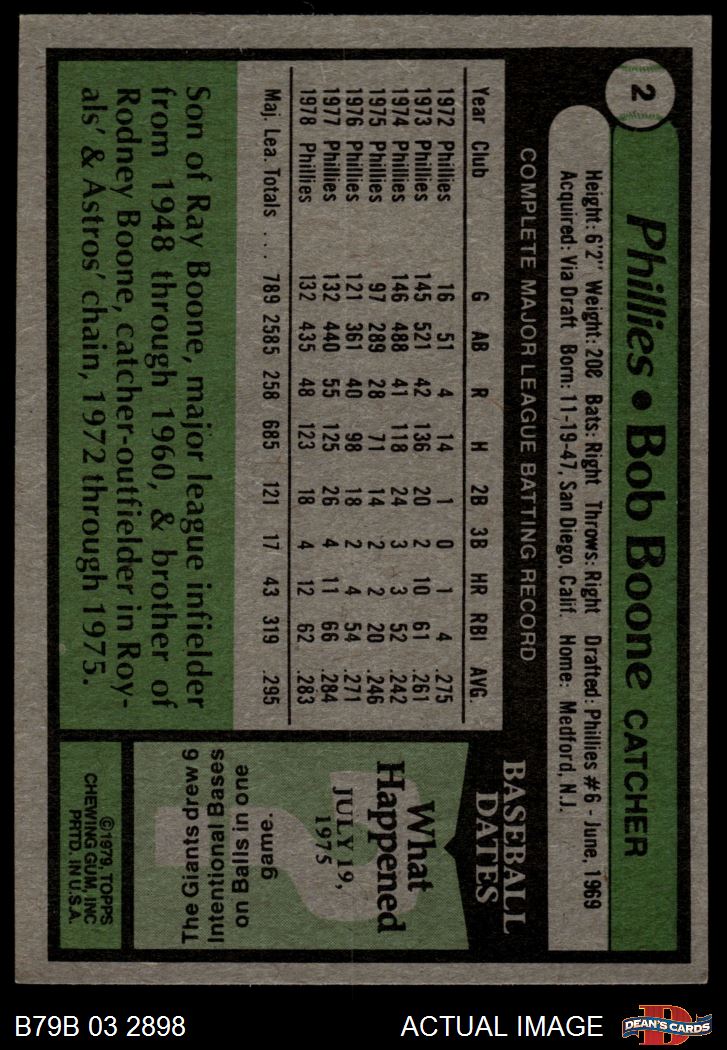 2
Phillies • Bob Boone CATCHER
Height: 6'2" Weight: 208 Bats: Right Throws: Right Drafted: Phillies #6 - June, 1969
Acquired: Via Draft Born: 11-19-47, San Diego, Calif. Home: Medford, N.J.
COMPLETE MAJOR LEAGUE BATTING RECORD
Year Club G AB R H 2B 3B HR RBI AVG.
1972 Phillies 16 51 4 14 1 0 1 4 .275
1973 Phillies 145 521 42 136 20 2 10 61 .261
1974 Phillies 146 488 41 118 24 3 3 52 .242
1975 Phillies 97 289 28 71 14 2 2 20 .246
1976 Phillies 121 361 40 98 18 2 4 54 .271
1977 Phillies 132 440 55 125 26 4 11 66 .284
1978 Phillies 132 435 48 123 18 4 12 62 .283
Maj. Lea. Totals . . . 789 2585 258 685 121 17 43 319 .295
Son of Ray Boone, major league infielder
from 1948 through 1960, & brother of
Rodney Boone, catcher-outfielder in Roy-
als' & Astros' chain, 1972 through 1975.
BASEBALL
DATES
What
Happened
JULY 19,
1975
The Giants drew 6
Intentional Bases
on Balls in one
game.
©1979, TOPPS
CHEWING GUM, INC
PRTD. IN U.S.A.
B79B 03 2898
ACTUAL IMAGE
D
DEAN'S CARDS